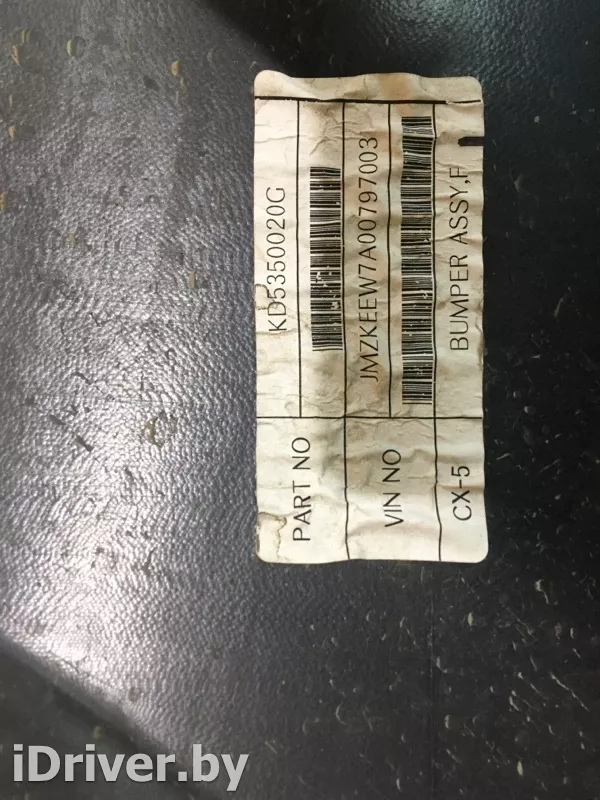 PART NO KD5350020G
VIN NO JMZKEEW7A00797003
CX-5 BUMPER ASSY,F
iDriver.by